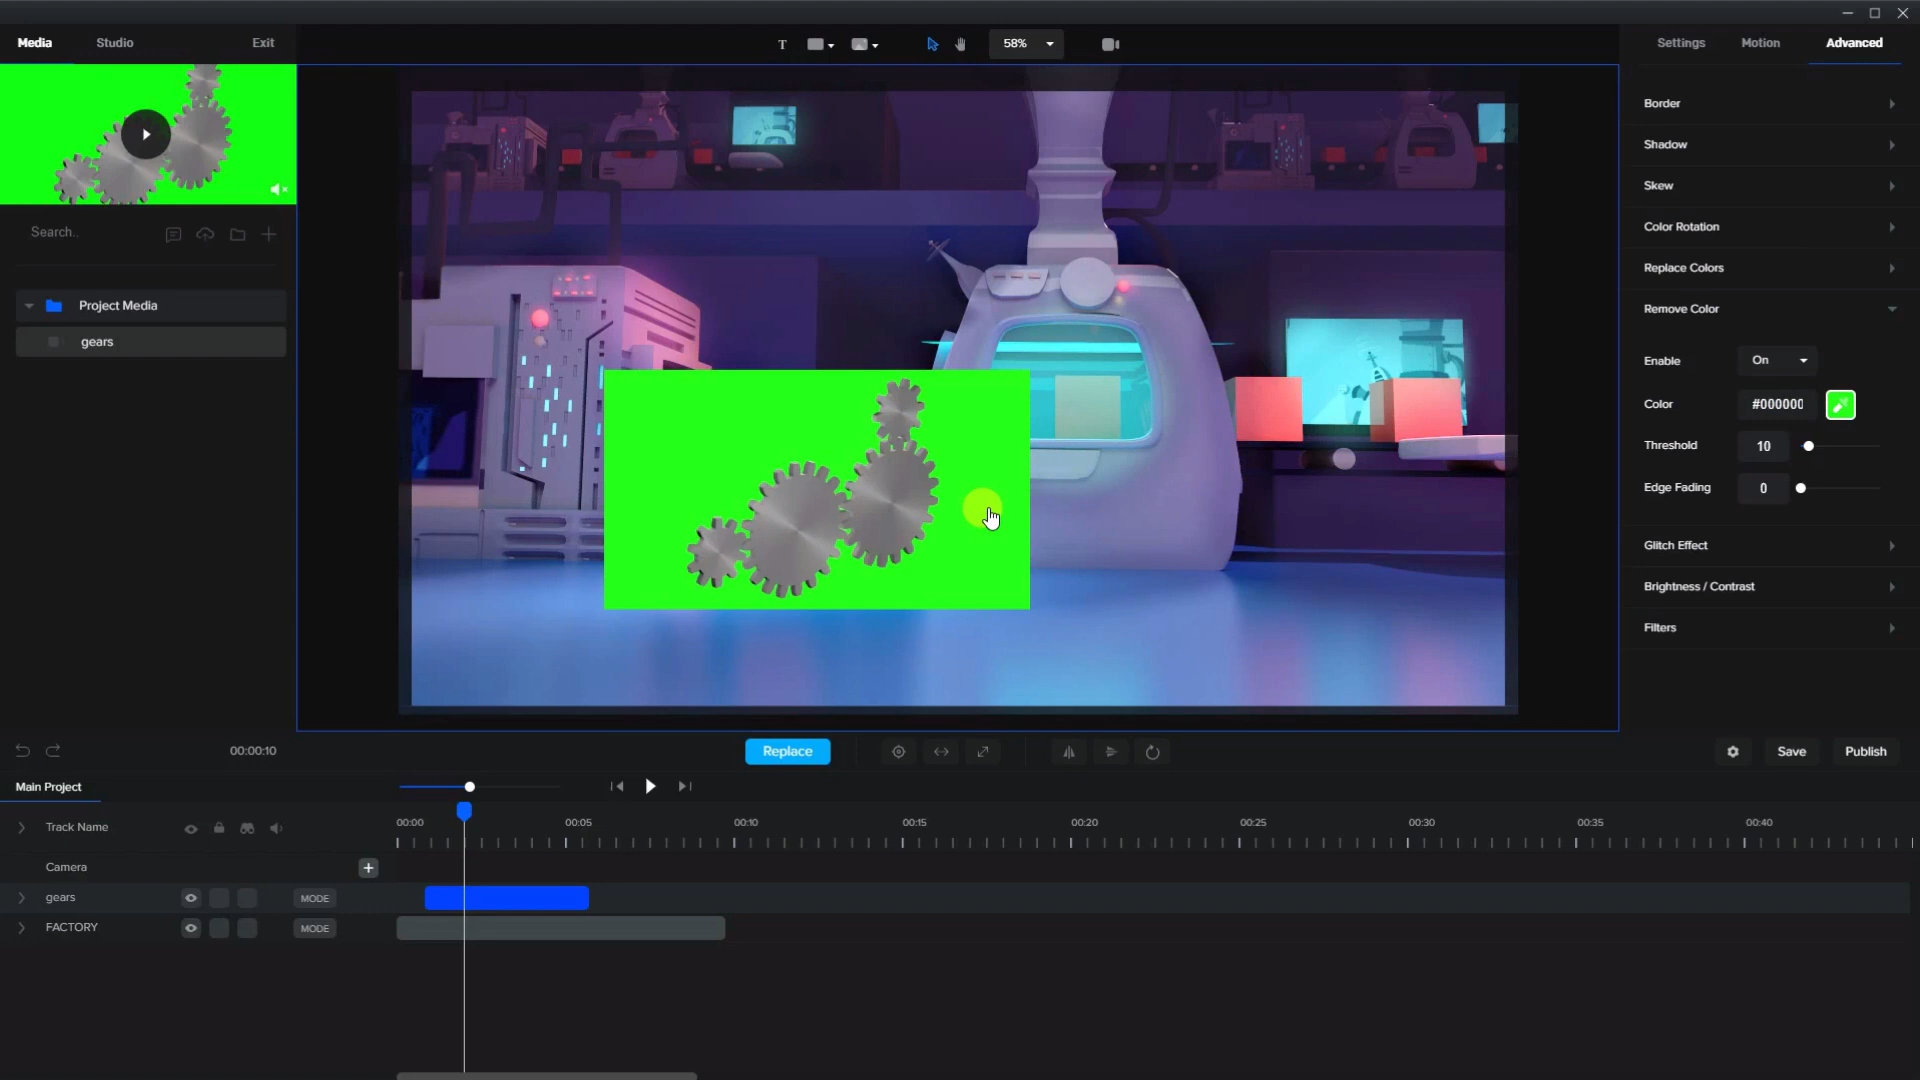 Media Studio Exit
T 58%
Settings Motion Advanced
Search..
Project Media
gears
Border
Shadow
Skew
Color Rotation
Replace Colors
Remove Color
Enable On
Color #000000
Threshold 10
Edge Fading 0
Glitch Effect
Brightness / Contrast
Filters
00:00:10 Replace Save Publish
Main Project
Track Name 00:00 00:05 00:10 00:15 00:20 00:25 00:30 00:35 00:40
Camera
gears MODE
FACTORY MODE